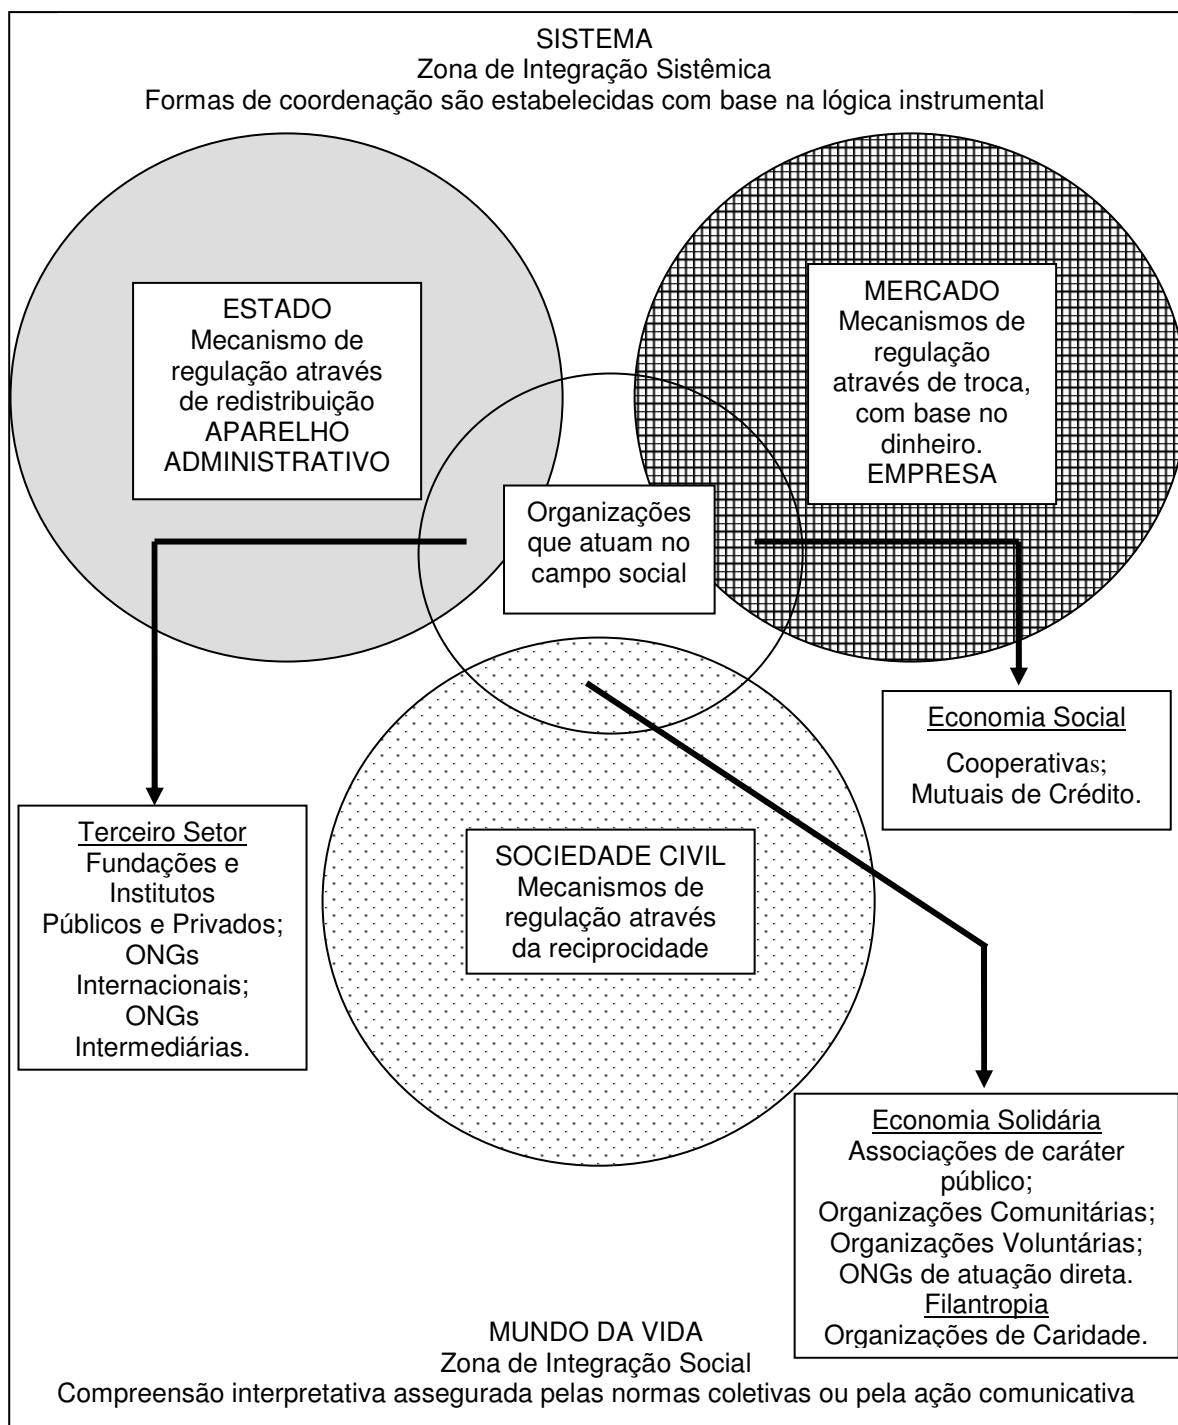 SISTEMA
Zona de Integração Sistêmica
Formas de coordenação são estabelecidas com base na lógica instrumental
ESTADO
Mecanismo de
regulação através
de redistribuição
APARELHO
ADMINISTRATIVO
MERCADO
Mecanismos de
regulação
através de troca,
com base no
dinheiro.
EMPRESA
Organizações
que atuam no
campo social
Economia Social
Cooperativas;
Mutuais de Crédito.
Terceiro Setor
Fundações e
Institutos
Públicos e Privados;
ONGs
Internacionais;
ONGs
Intermediárias.
SOCIEDADE CIVIL
Mecanismos de
regulação através
da reciprocidade
Economia Solidária
Associações de caráter
público;
Organizações Comunitárias;
Organizações Voluntárias;
ONGs de atuação direta.
Filantropia
Organizações de Caridade.
MUNDO DA VIDA
Zona de Integração Social
Compreensão interpretativa assegurada pelas normas coletivas ou pela ação comunicativa